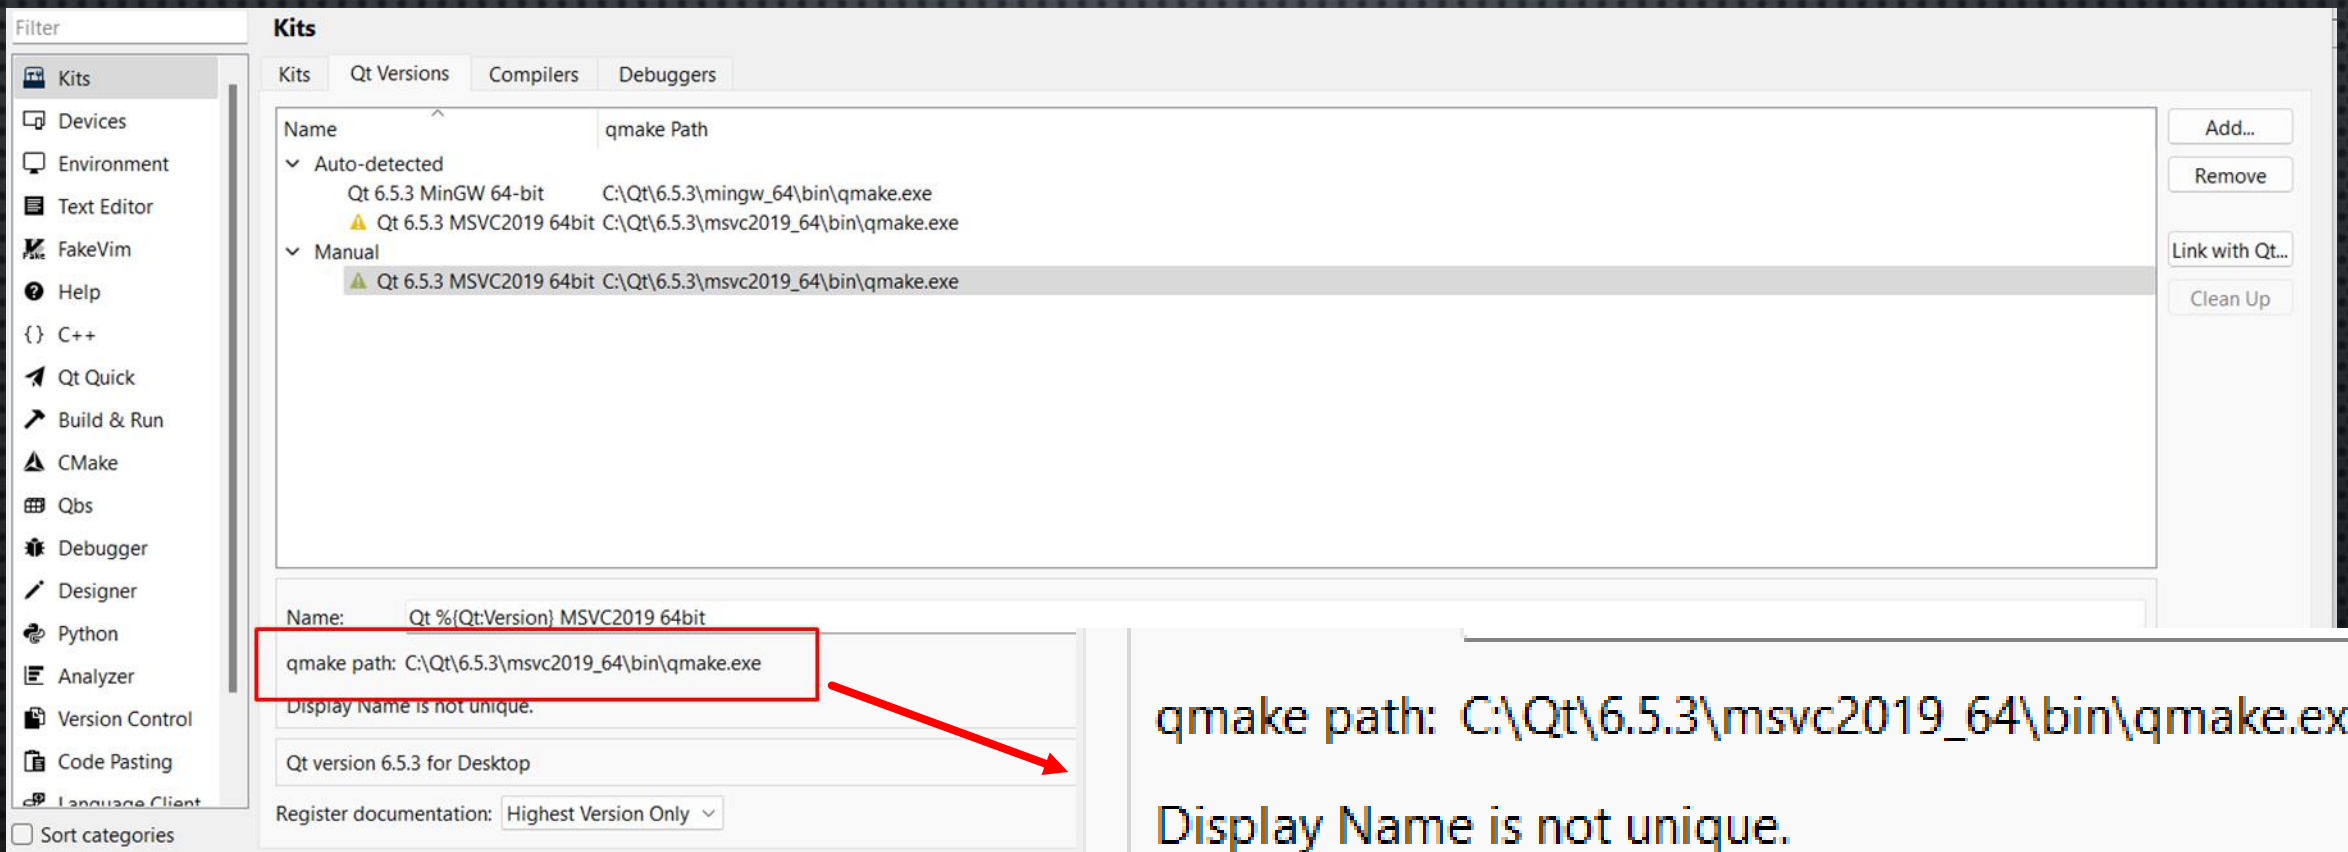 Filter
Kits
Devices
Environment
Text Editor
FakeVim
Help
{} C++
Qt Quick
Build & Run
CMake
Qbs
Debugger
Designer
Python
Analyzer
Version Control
Code Pasting
Language Client
Sort categories
Kits
Kits Qt Versions Compilers Debuggers
Name qmake Path
Auto-detected
Qt 6.5.3 MinGW 64-bit C:\Qt\6.5.3\mingw_64\bin\qmake.exe
Qt 6.5.3 MSVC2019 64bit C:\Qt\6.5.3\msvc2019_64\bin\qmake.exe
Manual
Qt 6.5.3 MSVC2019 64bit C:\Qt\6.5.3\msvc2019_64\bin\qmake.exe
Add...
Remove
Link with Qt...
Clean Up
Name: Qt %{Qt:Version} MSVC2019 64bit
qmake path: C:\Qt\6.5.3\msvc2019_64\bin\qmake.exe
Display Name is not unique.
Qt version 6.5.3 for Desktop
Register documentation: Highest Version Only
qmake path: C:\Qt\6.5.3\msvc2019_64\bin\qmake.ex
Display Name is not unique.